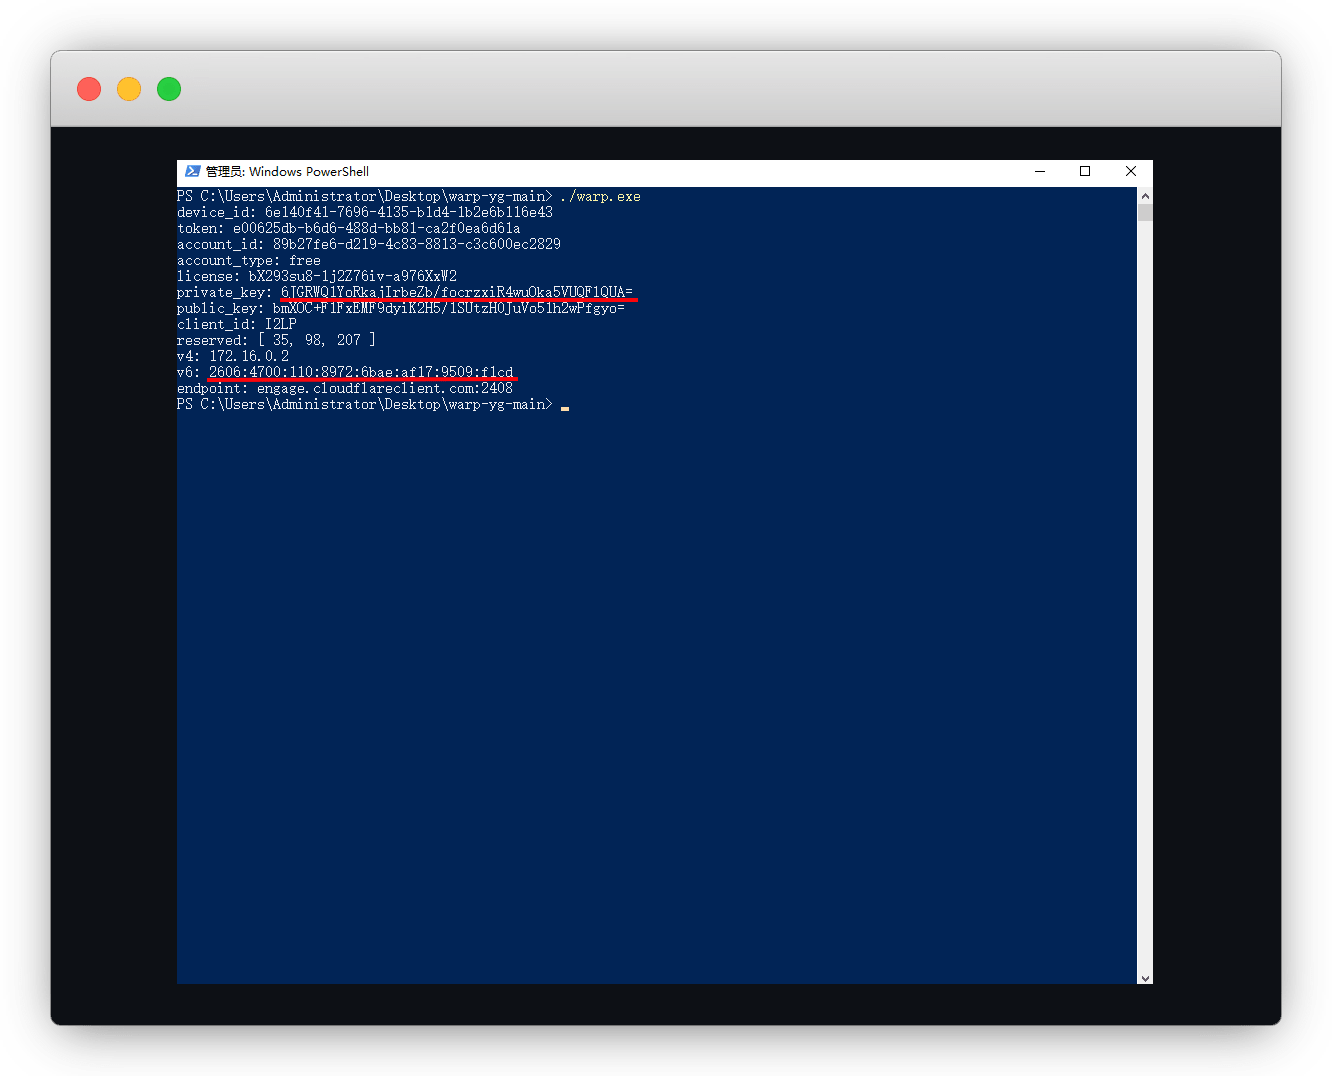 管理员: Windows PowerShell
PS C:\Users\Administrator\Desktop\warp-yg-main> ./warp.exe
device_id: 6e140f41-7696-4135-b1d4-1b2e6b116e43
token: e00625db-b6d6-488d-bb81-ca2f0ea6d61a
account_id: 89b27fe6-d219-4c83-8813-c3c600ec2829
account_type: free
license: bX293su8-1j2Z76iv-a976XxW2
private_key: 6JGRWQ1YoRkajIrbeZb/focrzxiR4wuOka5VUQF1QUA=
public_key: bmXOC+F1FxEMF9dyiK2H5/1SUtzH0JuVo51h2wPfgyo=
client_id: I2LP
reserved: [ 35, 98, 207 ]
v4: 172.16.0.2
v6: 2606:4700:110:8972:6bae:af17:9509:f1cd
endpoint: engage.cloudflareclient.com:2408
PS C:\Users\Administrator\Desktop\warp-yg-main>